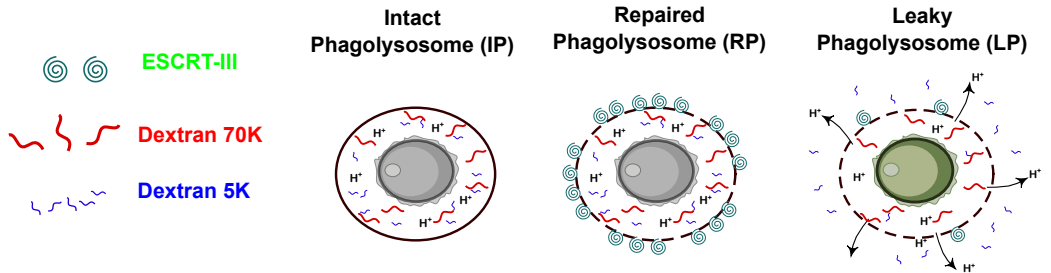 ESCRT-III
Dextran 70K
Dextran 5K
Intact
Phagolysosome (IP)
H⁺
H⁺
H⁺
H⁺
H⁺
Repaired
Phagolysosome (RP)
H⁺
H⁺
H⁺
H⁺
H⁺
Leaky
Phagolysosome (LP)
H⁺
H⁺
H⁺
H⁺
H⁺
H⁺
H⁺
H⁺
H⁺